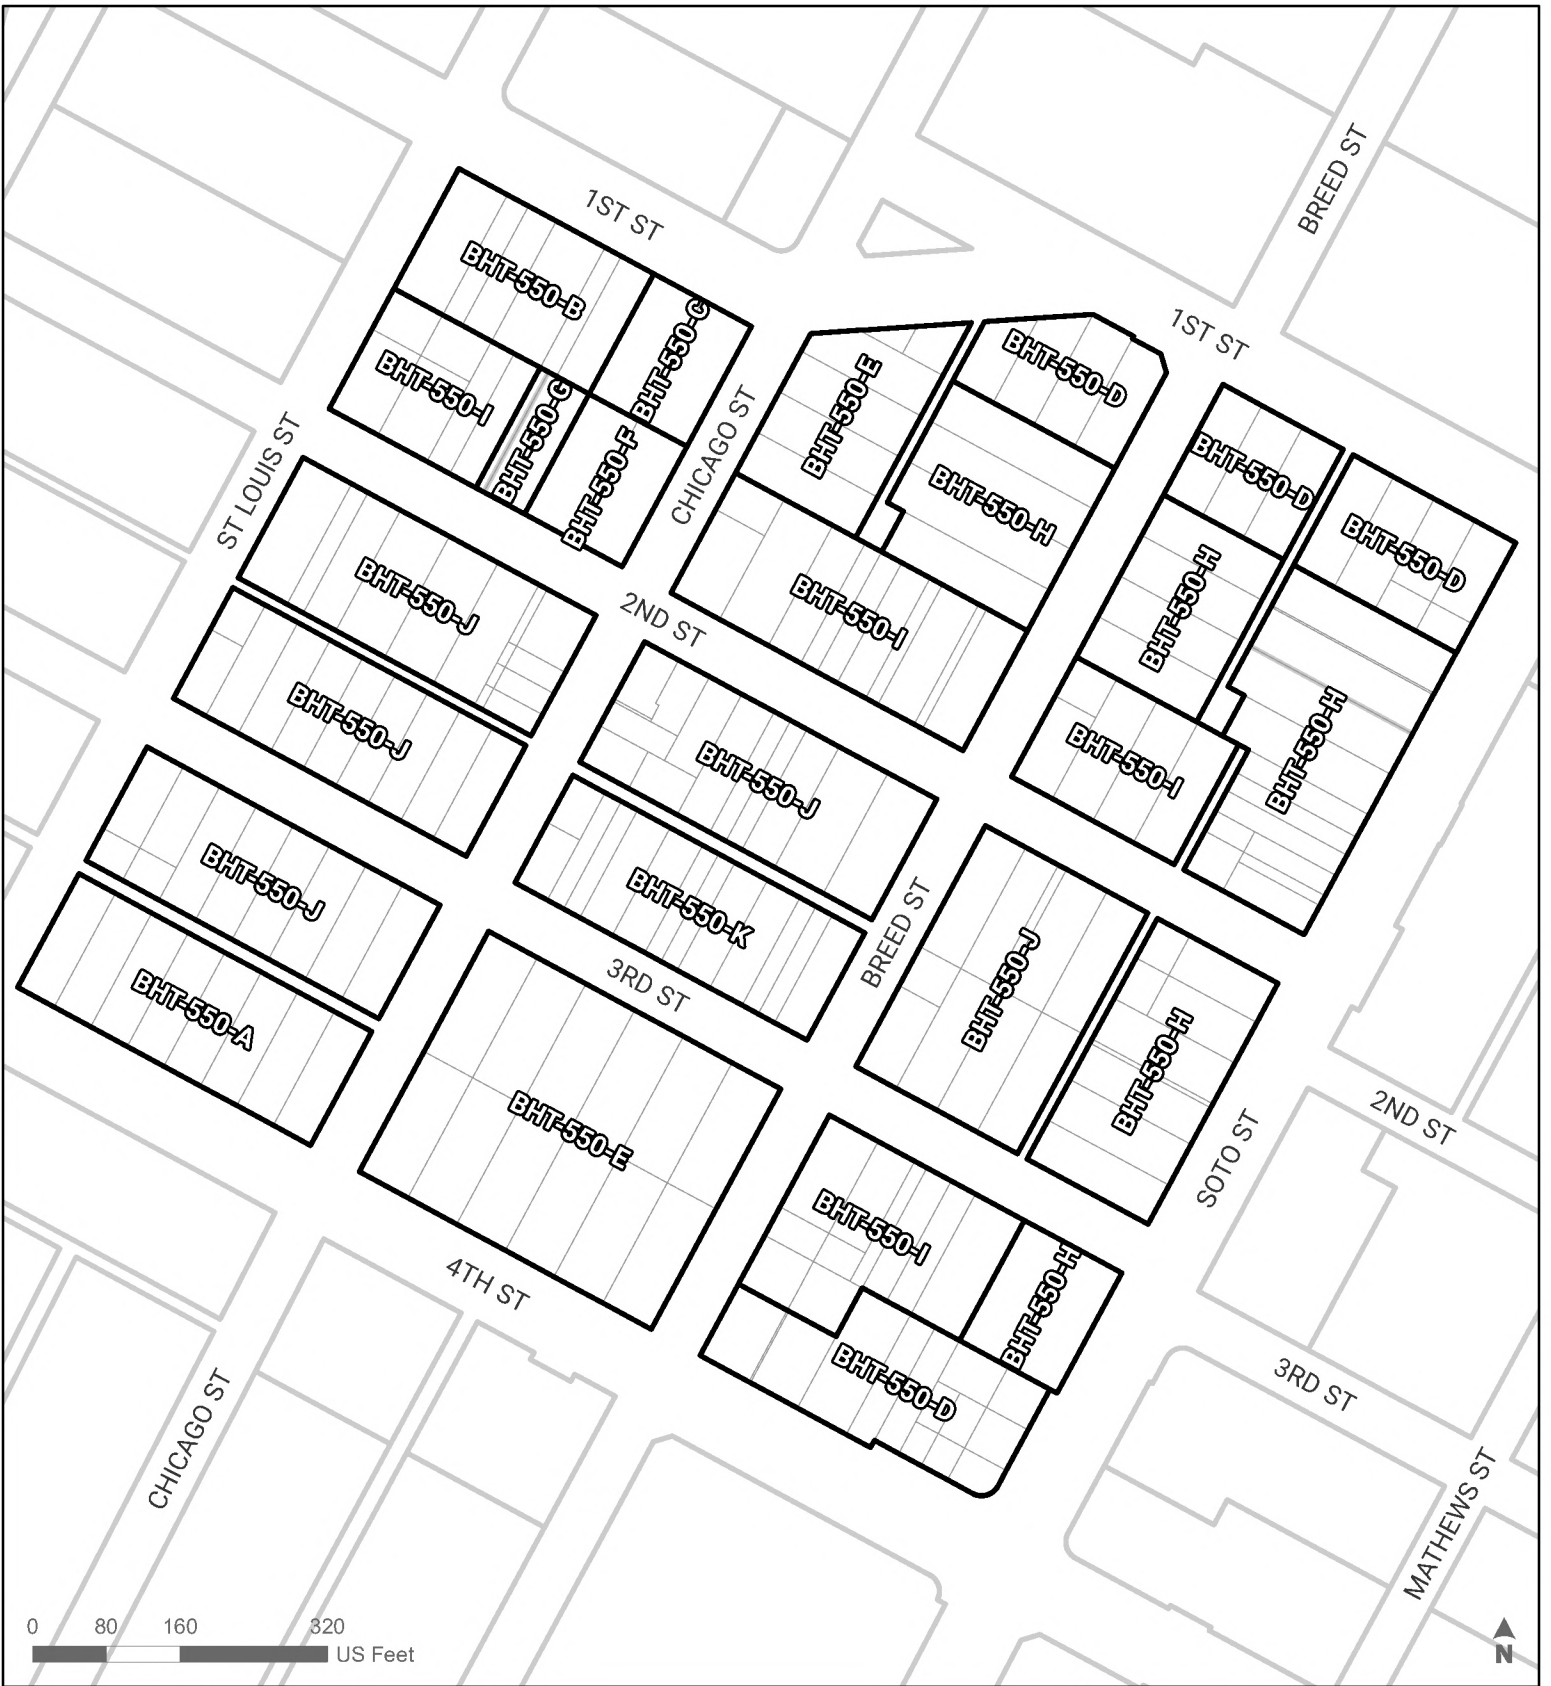 BREED ST
1ST ST
BHT-550-B
BHT-550-C
1ST ST
BHT-550-D
BHT-550-E
BHT-550-I
BHT-550-G
BHT-550-F
CHICAGO ST
BHT-550-H
BHT-550-D
BHT-550-D
ST LOUIS ST
BHT-550-J
2ND ST
BHT-550-I
BHT-550-H
BHT-550-J
BHT-550-J
BHT-550-I
BHT-550-H
BHT-550-J
BHT-550-K
BREED ST
BHT-550-J
BHT-550-A
3RD ST
BHT-550-H
BHT-550-E
2ND ST
SOTO ST
BHT-550-I
4TH ST
BHT-550-H
BHT-550-D
3RD ST
CHICAGO ST
MATHEWS ST
0 80 160 320
US Feet
N